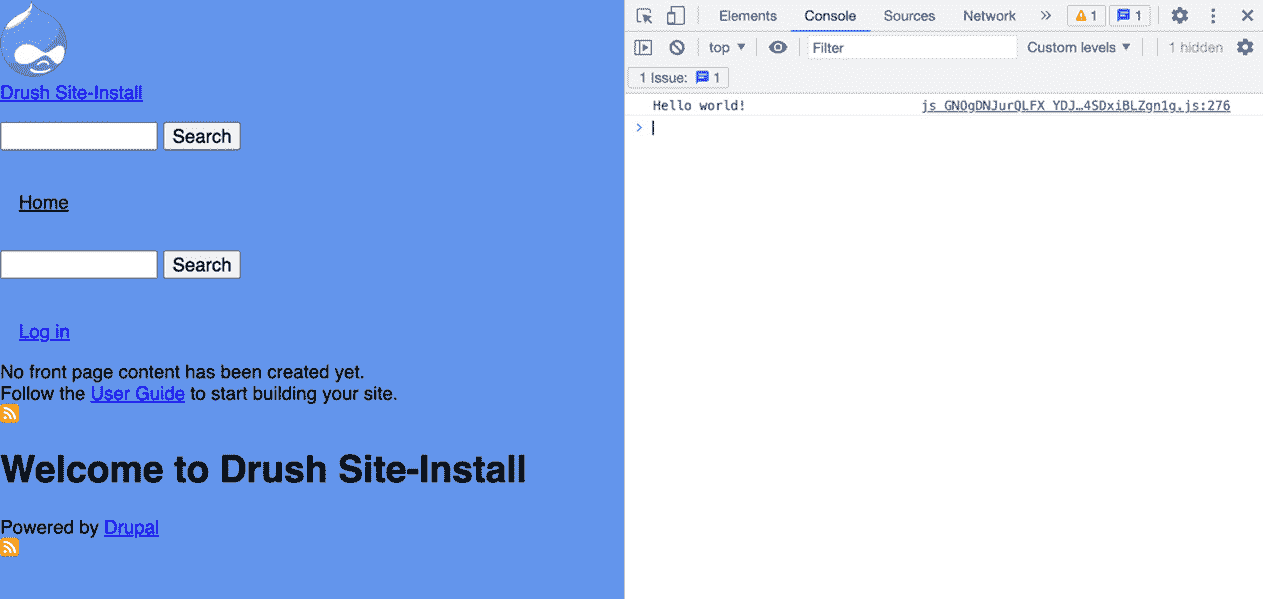 Drush Site-Install
Search
Home
Search
Log in
No front page content has been created yet.
Follow the User Guide to start building your site.
Welcome to Drush Site-Install
Powered by Drupal
Elements Console Sources Network » 1 1
top ▼ Filter Custom levels ▼ 1 hidden
1 Issue: 1
Hello world! js_GNOgDNJurQLFX_YDJ…4SDxiBLZgn1g.js:276
>